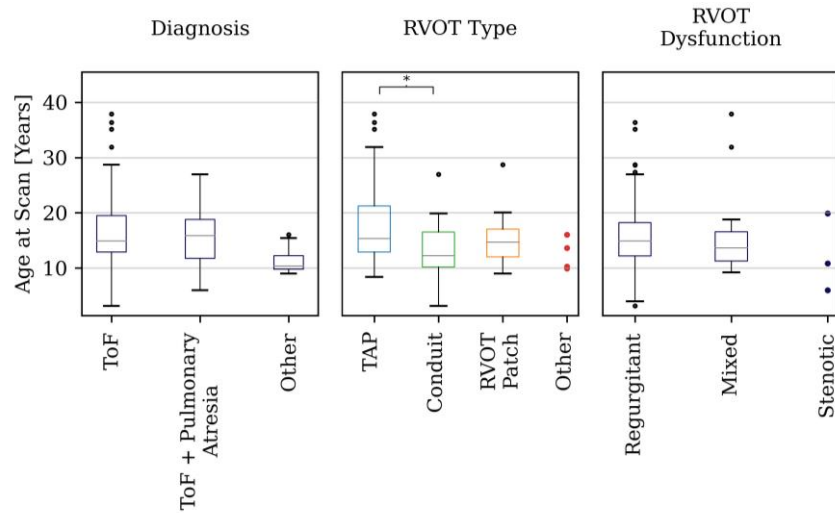 Diagnosis
RVOT Type
RVOT
Dysfunction
*
Age at Scan [Years]
40
30
20
10
ToF
ToF + Pulmonary
Atresia
Other
TAP
Conduit
RVOT
Patch
Other
Regurgitant
Mixed
Stenotic